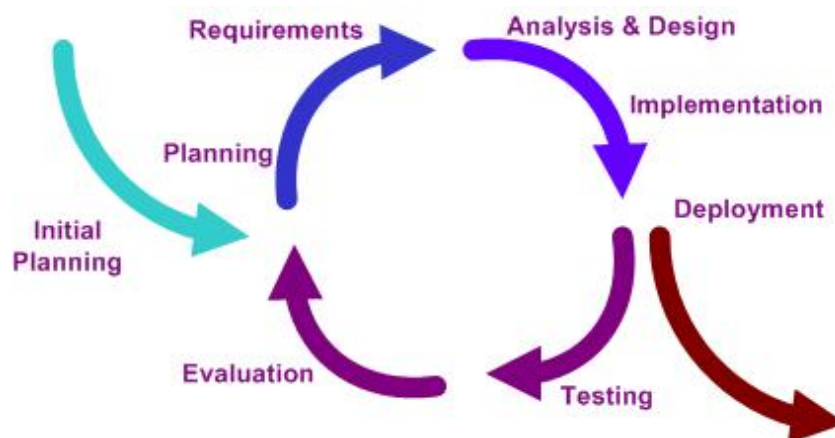 Requirements
Analysis & Design
Implementation
Planning
Deployment
Initial
Planning
Evaluation
Testing